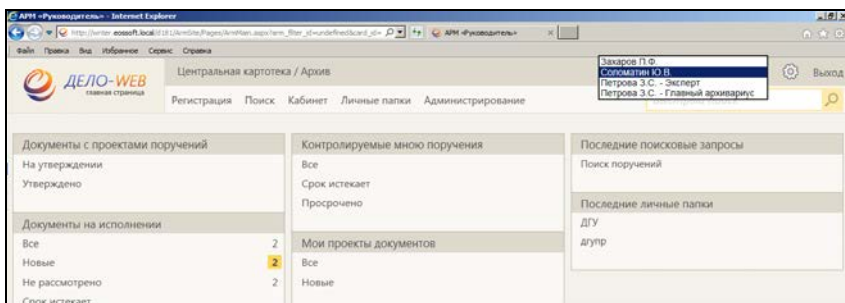 АРМ «Руководитель» - Internet Explorer
АРМ «Руководитель»
Файл Правка Вид Избранное Сервис Справка
ДЕЛО-WEB
главная страница
Центральная картотека / Архив
Захаров П.Ф.
Соломатин Ю.В.
Петрова З.С. - Эксперт
Петрова З.С. - Главный архивариус
Выход
Регистрация Поиск Кабинет Личные папки Администрирование
Документы с проектами поручений
На утверждении
Утверждено
Документы на исполнении
Все 2
Новые 2
Не рассмотрено 2
Срок истекает
Контролируемые мною поручения
Все
Срок истекает
Просрочено
Мои проекты документов
Все
Новые
Последние поисковые запросы
Поиск поручений
Последние личные папки
ДГУ
дгупр